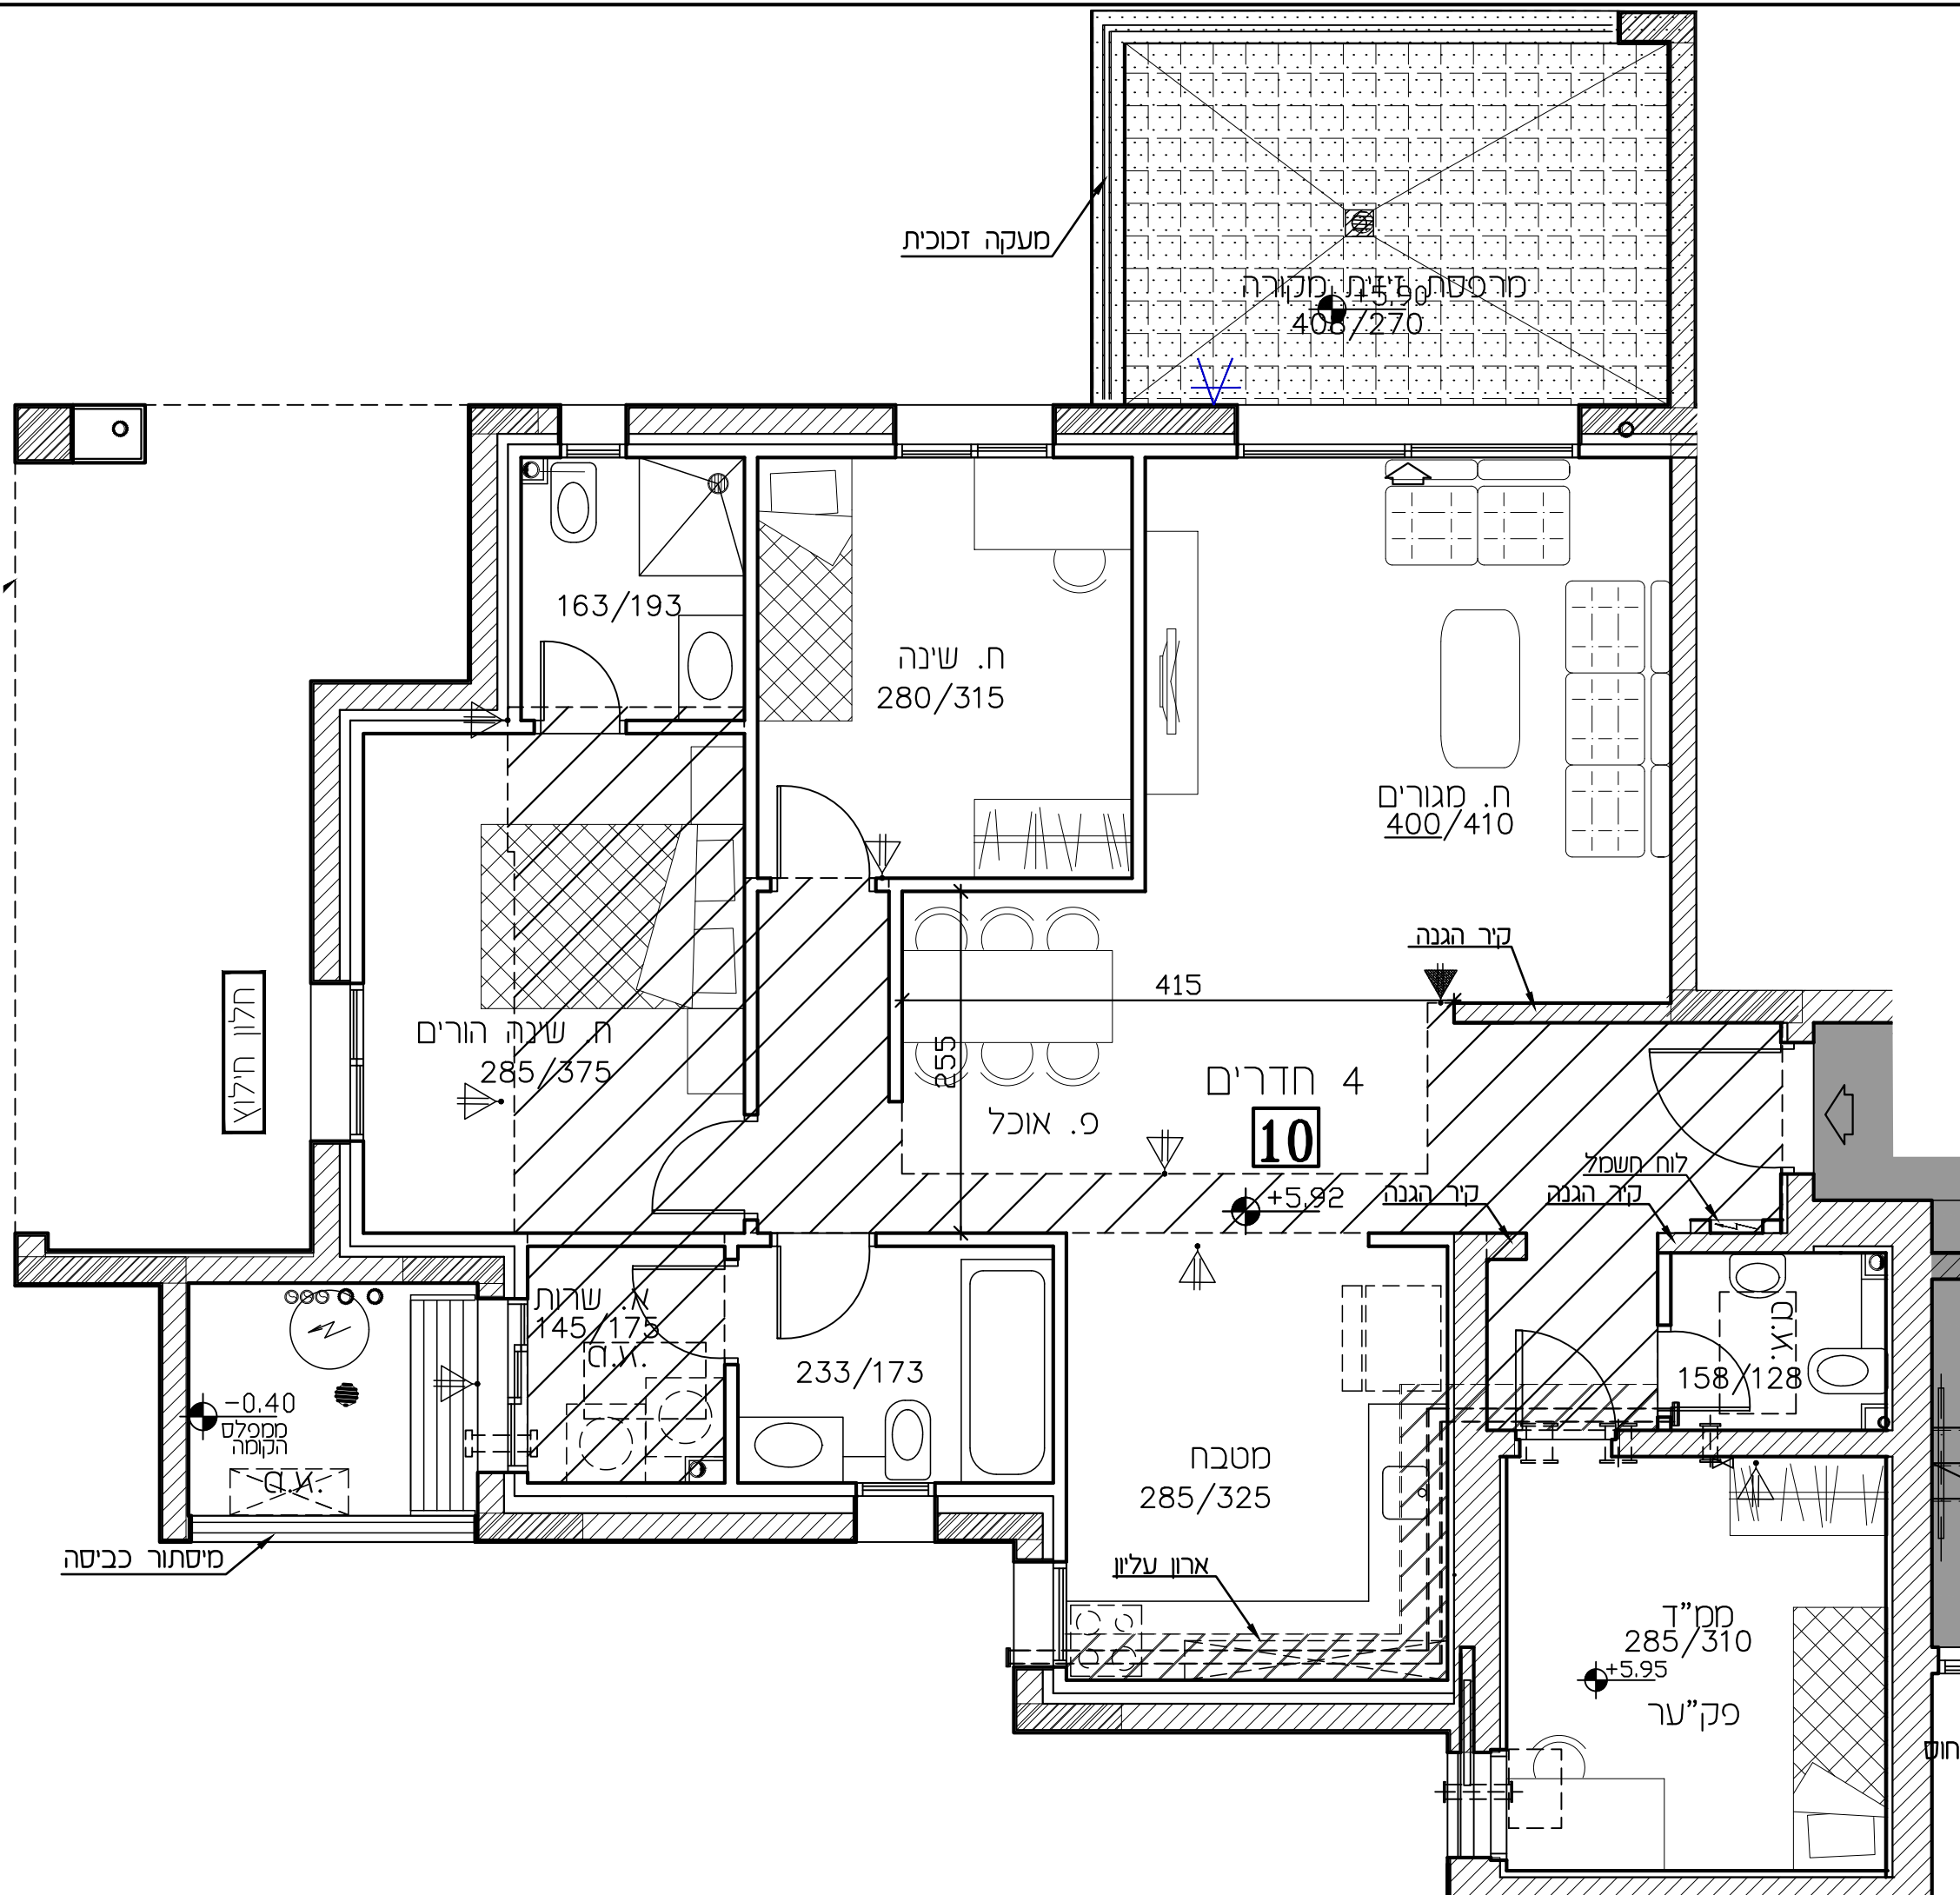 מעקה זכוכית
מרפסת זיזית מקורה
+5.90
408/270
163/193
ח. שינה
280/315
ח. מגורים
400/410
קיר הגנה
415
255
חלון חילוץ
ח. שינה הורים
285/375
4 חדרים
10
פ. אוכל
+5.92
לוח חשמל
קיר הגנה
קיר הגנה
א. שרות
145/175
מ.א.
233/173
מ.א.
158/128
-0.40
ממפלס
הקומה
מ.א.
מיסתור כביסה
מטבח
285/325
ארון עליון
ממ"ד
285/310
+5.95
פק"ער
חוס